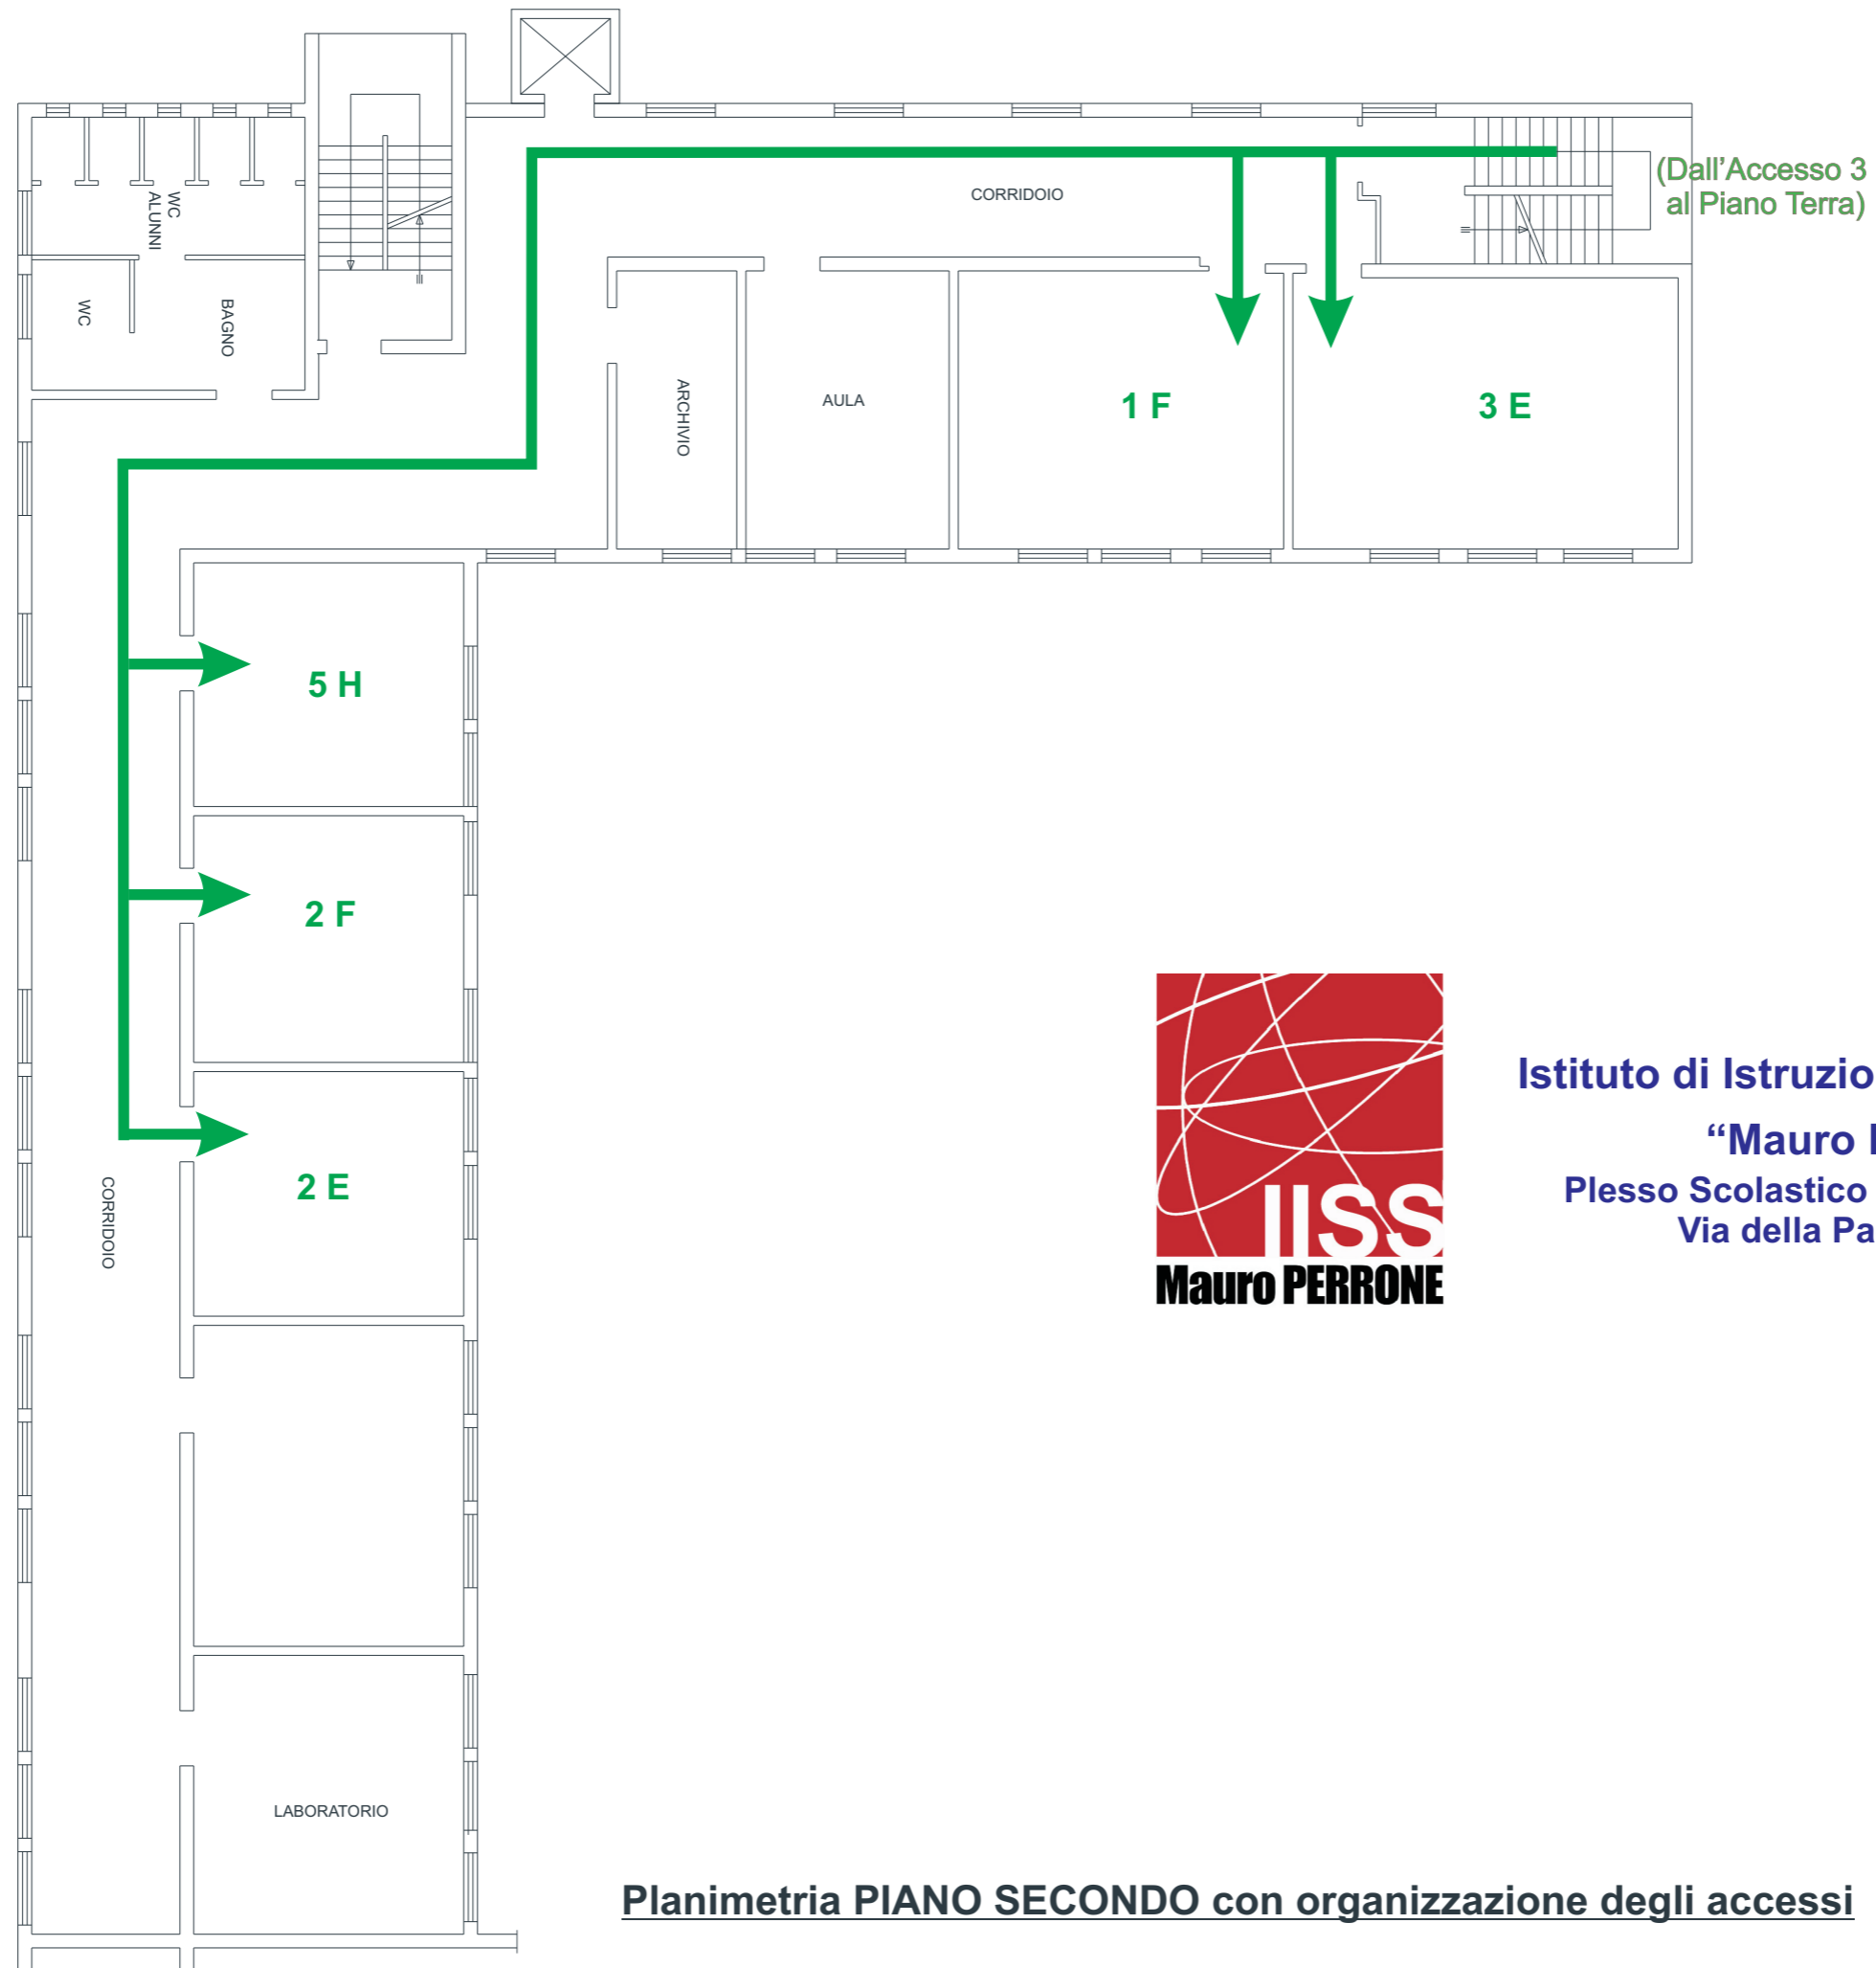 (Dall'Accesso 3
al Piano Terra)
CORRIDOIO
WC
ALUNNI
WC
BAGNO
ARCHIVIO
AULA
1 F
3 E
5 H
2 F
2 E
CORRIDOIO
LABORATORIO
IISS
Mauro PERRONE
Istituto di Istruzio
“Mauro
Plesso Scolastico
Via della Pa
Planimetria PIANO SECONDO con organizzazione degli accessi